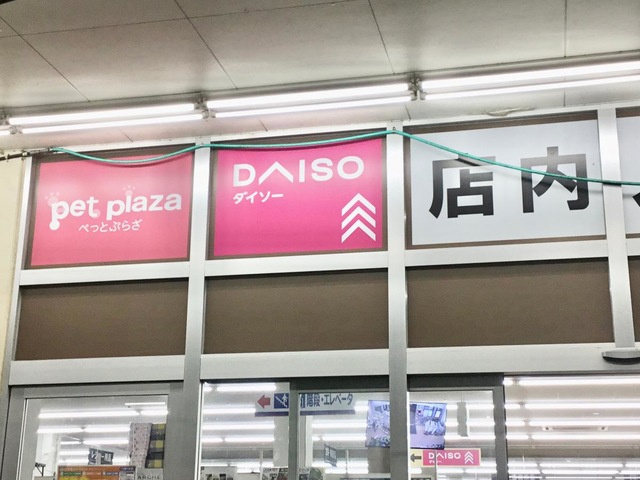 pet plaza
ぺっとぷらざ
DAISO
ダイソー
店内
階段・エレベータ
DAISO